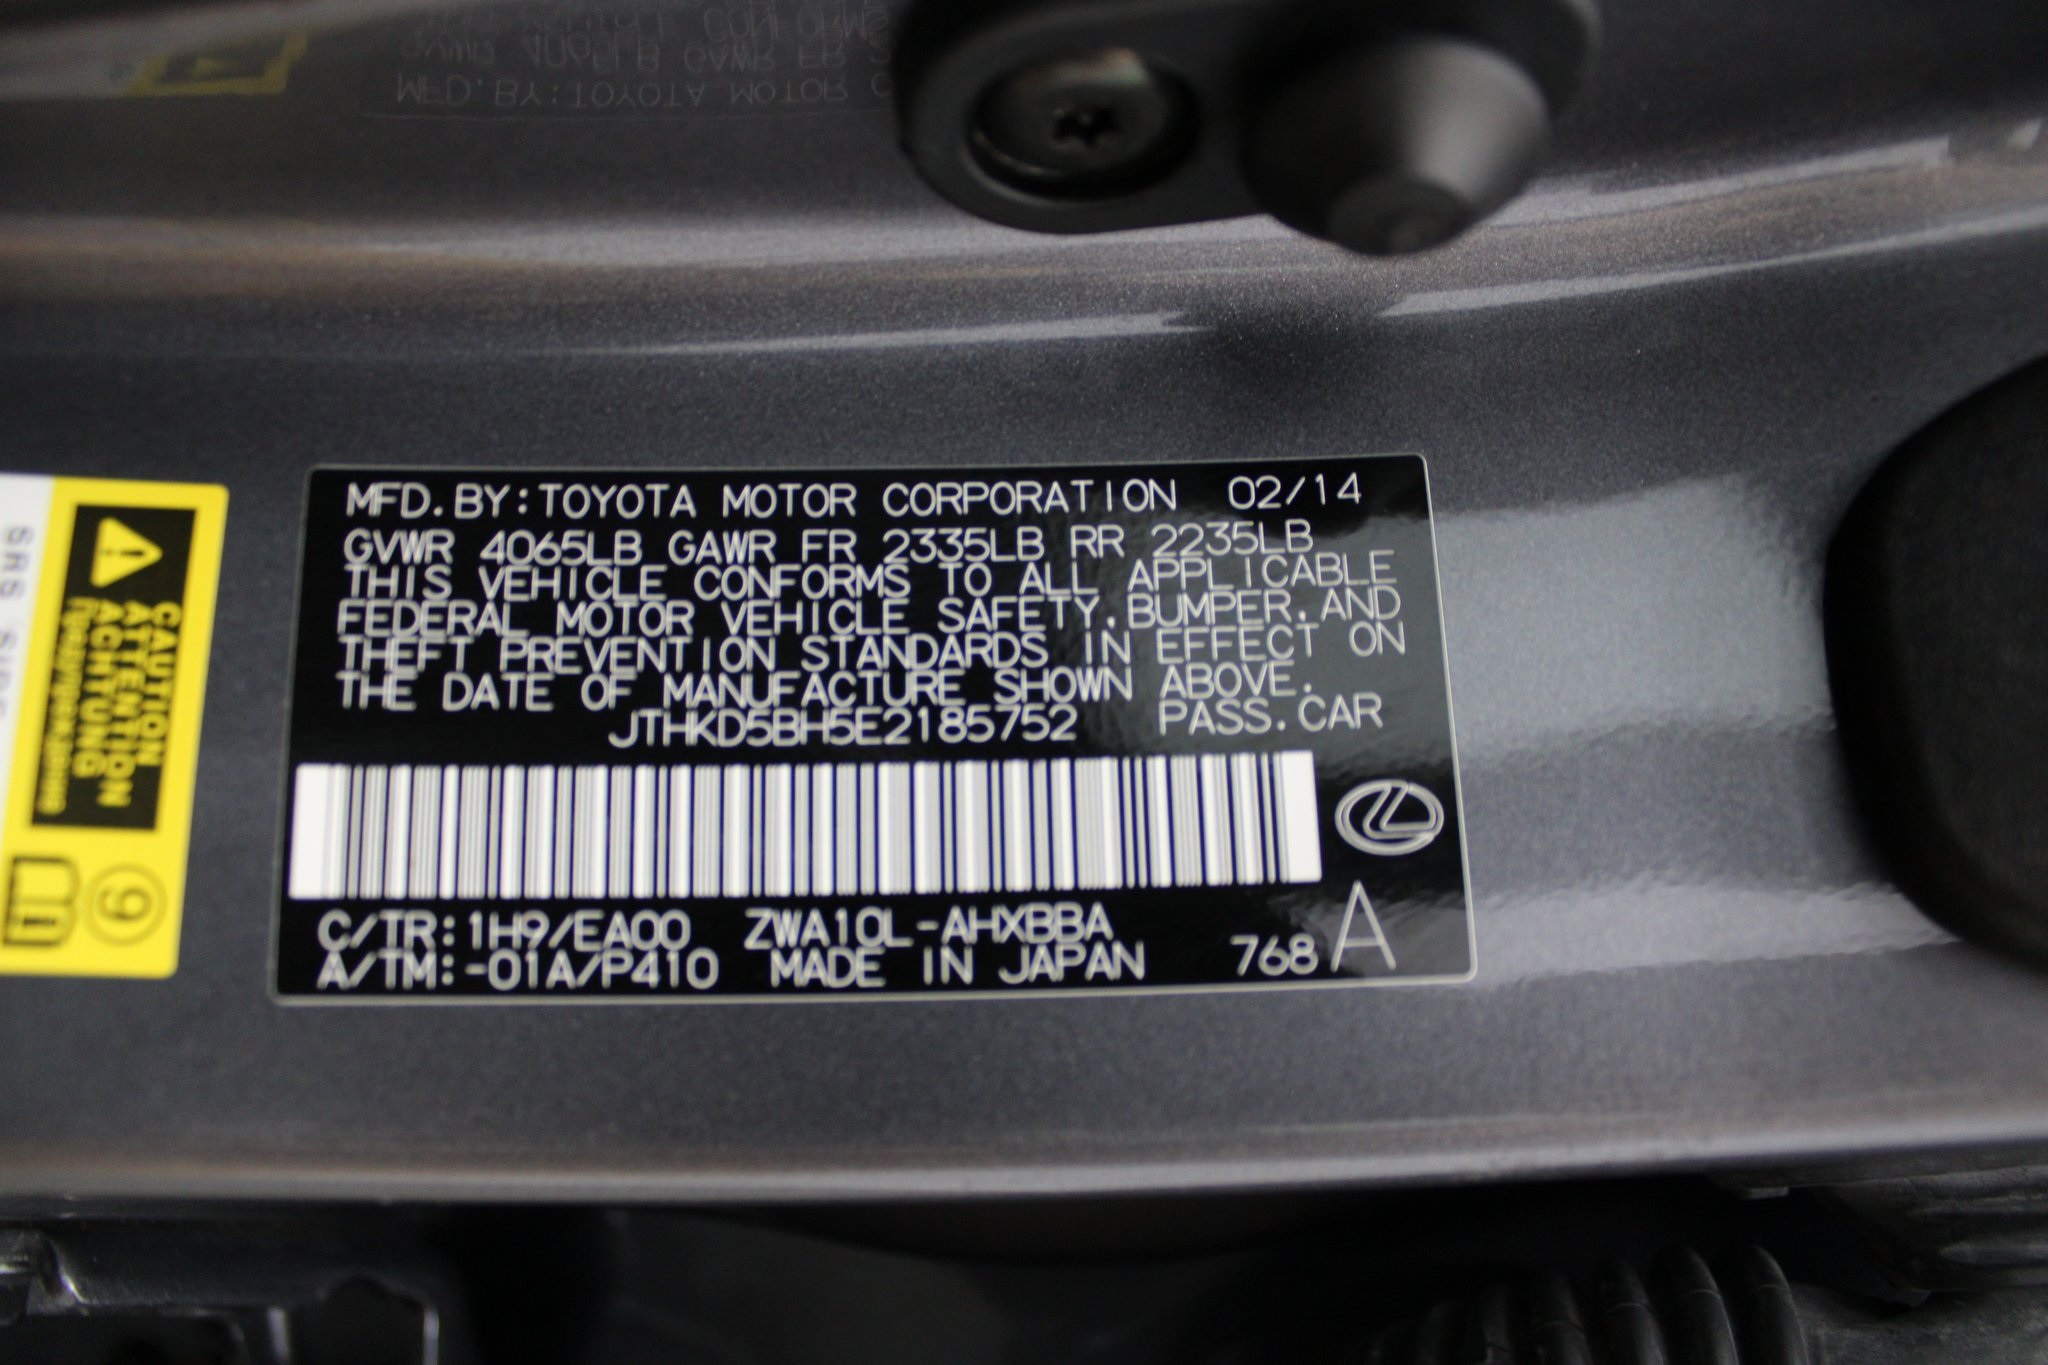 MFD.BY:TOYOTA MOTOR CORPORATION 02/14
GVWR 4065LB GAWR FR 2335LB RR 2235LB
THIS VEHICLE CONFORMS TO ALL APPLICABLE
FEDERAL MOTOR VEHICLE SAFETY,BUMPER,AND
THEFT PREVENTION STANDARDS IN EFFECT ON
THE DATE OF MANUFACTURE SHOWN ABOVE.
JTHKD5BH5E2185752 PASS.CAR
C/TR:1H9/EA00 ZWA10L-AHXBBA
A/TM:-01A/P410 MADE IN JAPAN 768 A
CAUTION
ATTENTION
ACHTUNG
9
SRS